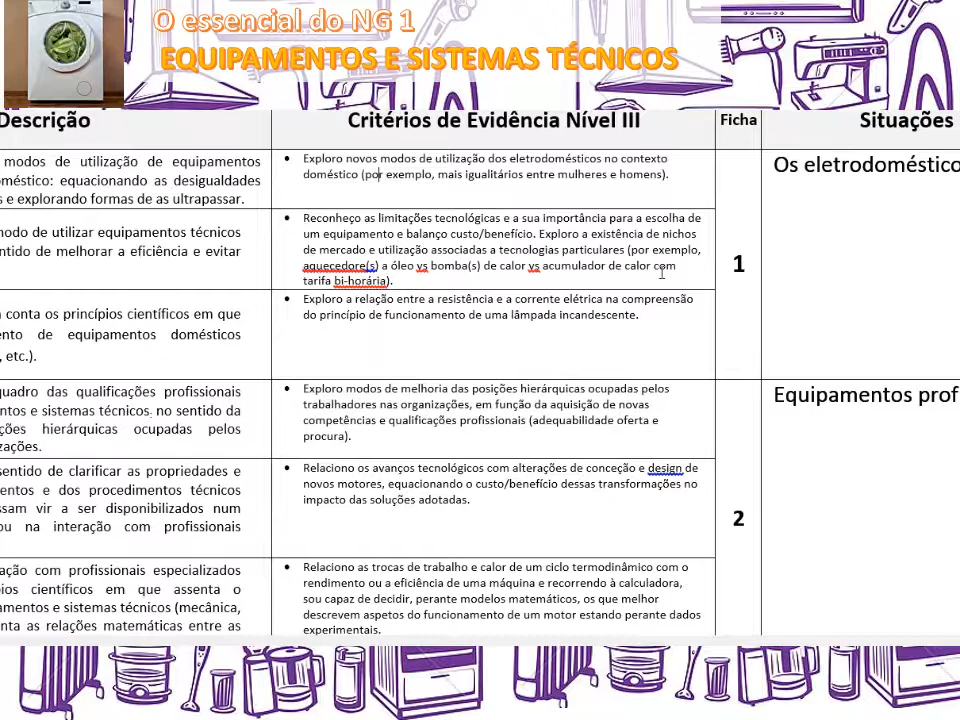 O essencial do NG 1
EQUIPAMENTOS E SISTEMAS TÉCNICOS
Descrição
modos de utilização de equipamentos
oméstico: equacionando as desigualdades
s e explorando formas de as ultrapassar.
nodo de utilizar equipamentos técnicos
ntido de melhorar a eficiência e evitar
conta os princípios científicos em que
ento de equipamentos domésticos
, etc.).
quadro das qualificações profissionais
ntos e sistemas técnicos, no sentido da
ções hierárquicas ocupadas pelos
zações.
sentido de clarificar as propriedades e
entos e dos procedimentos técnicos
ssam vir a ser disponibilizados num
ou na interação com profissionais
ação com profissionais especializados
pios científicos em que assenta o
amentos e sistemas técnicos (mecânica,
nta as relações matemáticas entre as
Critérios de Evidência Nível III
• Exploro novos modos de utilização dos eletrodomésticos no contexto
doméstico (por exemplo, mais igualitários entre mulheres e homens).
• Reconheço as limitações tecnológicas e a sua importância para a escolha de
um equipamento e balanço custo/benefício. Exploro a existência de nichos
de mercado e utilização associadas a tecnologias particulares (por exemplo,
aquecedore(s) a óleo vs bomba(s) de calor vs acumulador de calor com
tarifa bi-horária).
• Exploro a relação entre a resistência e a corrente elétrica na compreensão
do princípio de funcionamento de uma lâmpada incandescente.
• Exploro modos de melhoria das posições hierárquicas ocupadas pelos
trabalhadores nas organizações, em função da aquisição de novas
competências e qualificações profissionais (adequabilidade oferta e
procura).
• Relaciono os avanços tecnológicos com alterações de conceção e design de
novos motores, equacionando o custo/benefício dessas transformações no
impacto das soluções adotadas.
• Relaciono as trocas de trabalho e calor de um ciclo termodinâmico com o
rendimento ou a eficiência de uma máquina e recorrendo à calculadora,
sou capaz de decidir, perante modelos matemáticos, os que melhor
descrevem aspetos do funcionamento de um motor estando perante dados
experimentais.
Ficha
1
2
Situações
Os eletrodoméstico
Equipamentos prof